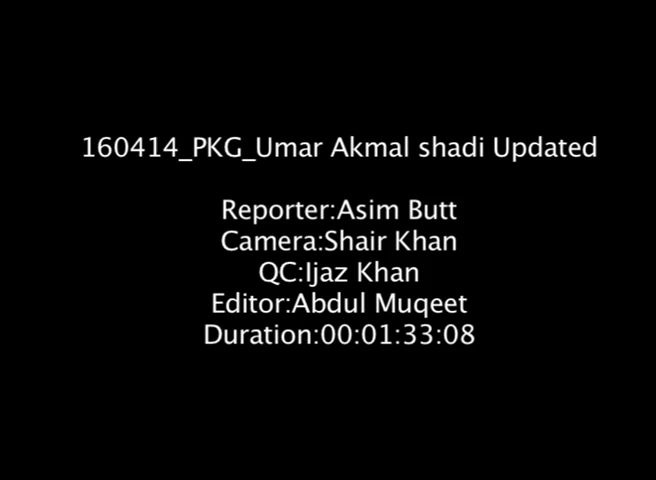 160414_PKG_Umar Akmal shadi Updated
Reporter:Asim Butt
Camera:Shair Khan
QC:Ijaz Khan
Editor:Abdul Muqeet
Duration:00:01:33:08